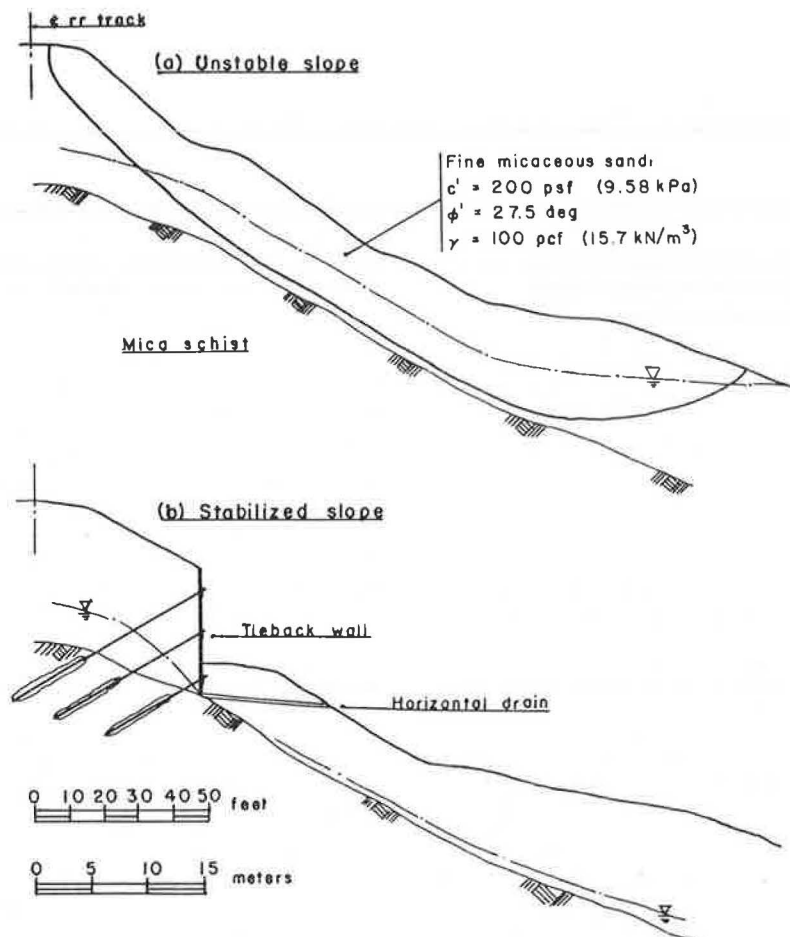 ℄ rr track
(a) Unstable slope
Fine micaceous sand:
c' = 200 psf (9.58 kPa)
ϕ' = 27.5 deg
γ = 100 pcf (15.7 kN/m³)
Mica schist
(b) Stabilized slope
Tieback wall
Horizontal drain
0 10 20 30 40 50 feet
0 5 10 15 meters